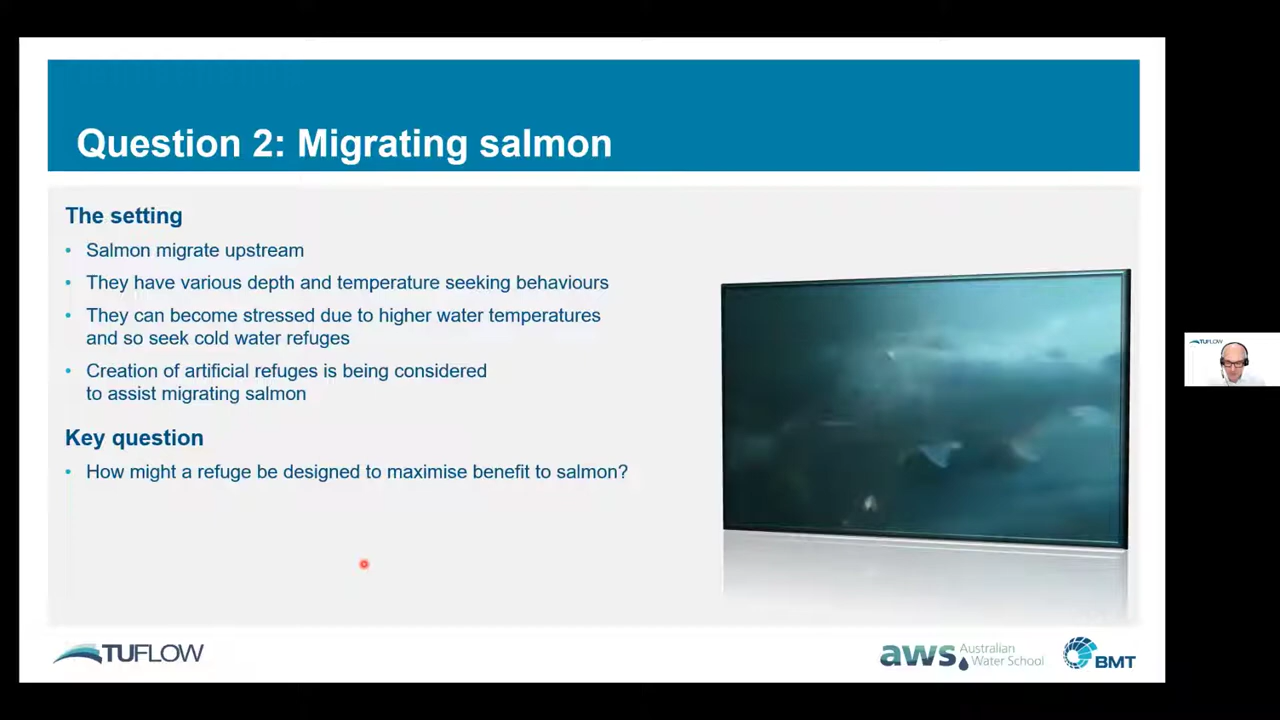 Question 2: Migrating salmon
The setting
• Salmon migrate upstream
• They have various depth and temperature seeking behaviours
• They can become stressed due to higher water temperatures
and so seek cold water refuges
• Creation of artificial refuges is being considered
to assist migrating salmon
Key question
• How might a refuge be designed to maximise benefit to salmon?
TUFLOW
TUFLOW
aws Australian
Water School
BMT